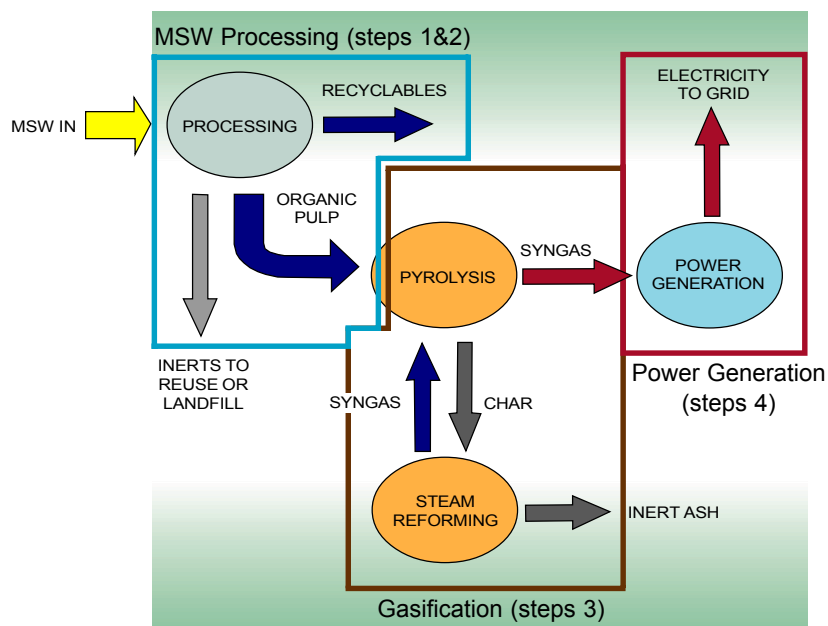 MSW Processing (steps 1&2)
MSW IN
PROCESSING
RECYCLABLES
ELECTRICITY
TO GRID
ORGANIC
PULP
PYROLYSIS
SYNGAS
POWER
GENERATION
INERTS TO
REUSE OR
LANDFILL
SYNGAS
CHAR
Power Generation
(steps 4)
STEAM
REFORMING
INERT ASH
Gasification (steps 3)